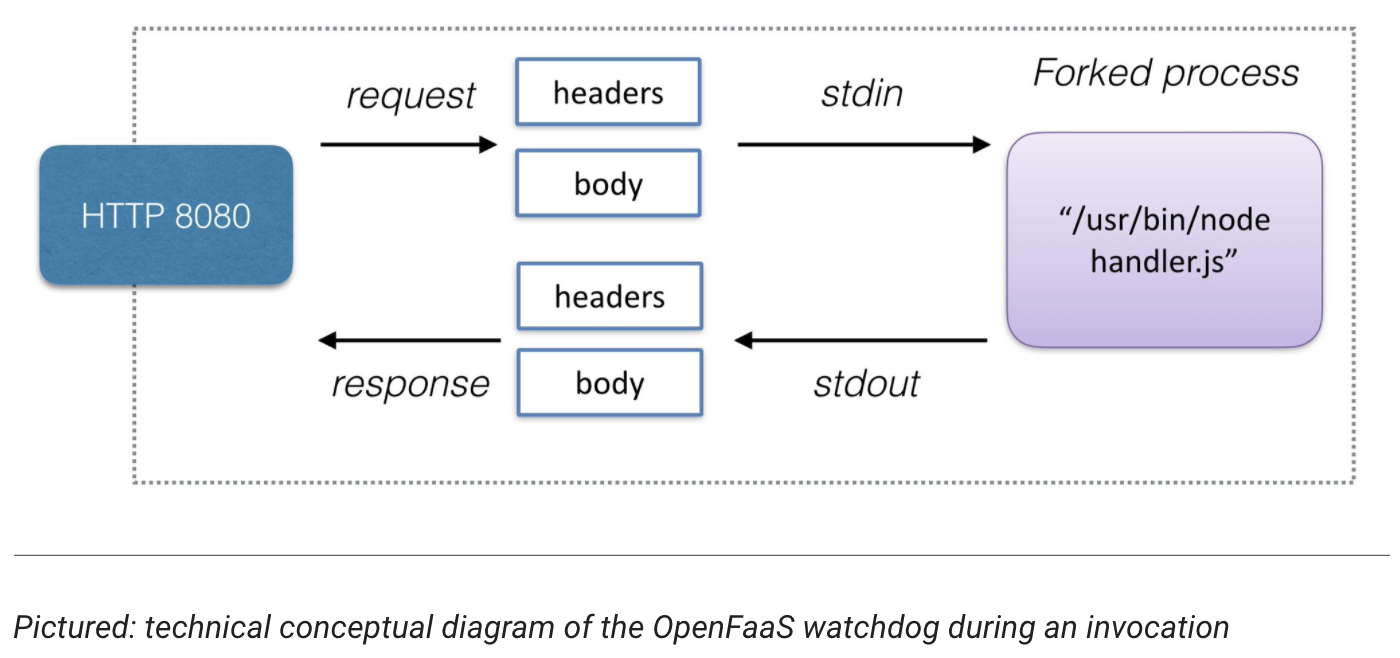 request
headers
stdin
Forked process
body
HTTP 8080
“/usr/bin/node
handler.js”
headers
response
body
stdout
Pictured: technical conceptual diagram of the OpenFaaS watchdog during an invocation